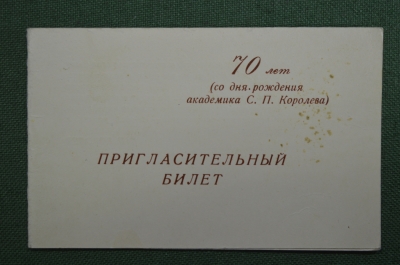 70 лет
(со дня рождения
академика С. П. Королева)
ПРИГЛАСИТЕЛЬНЫЙ
БИЛЕТ